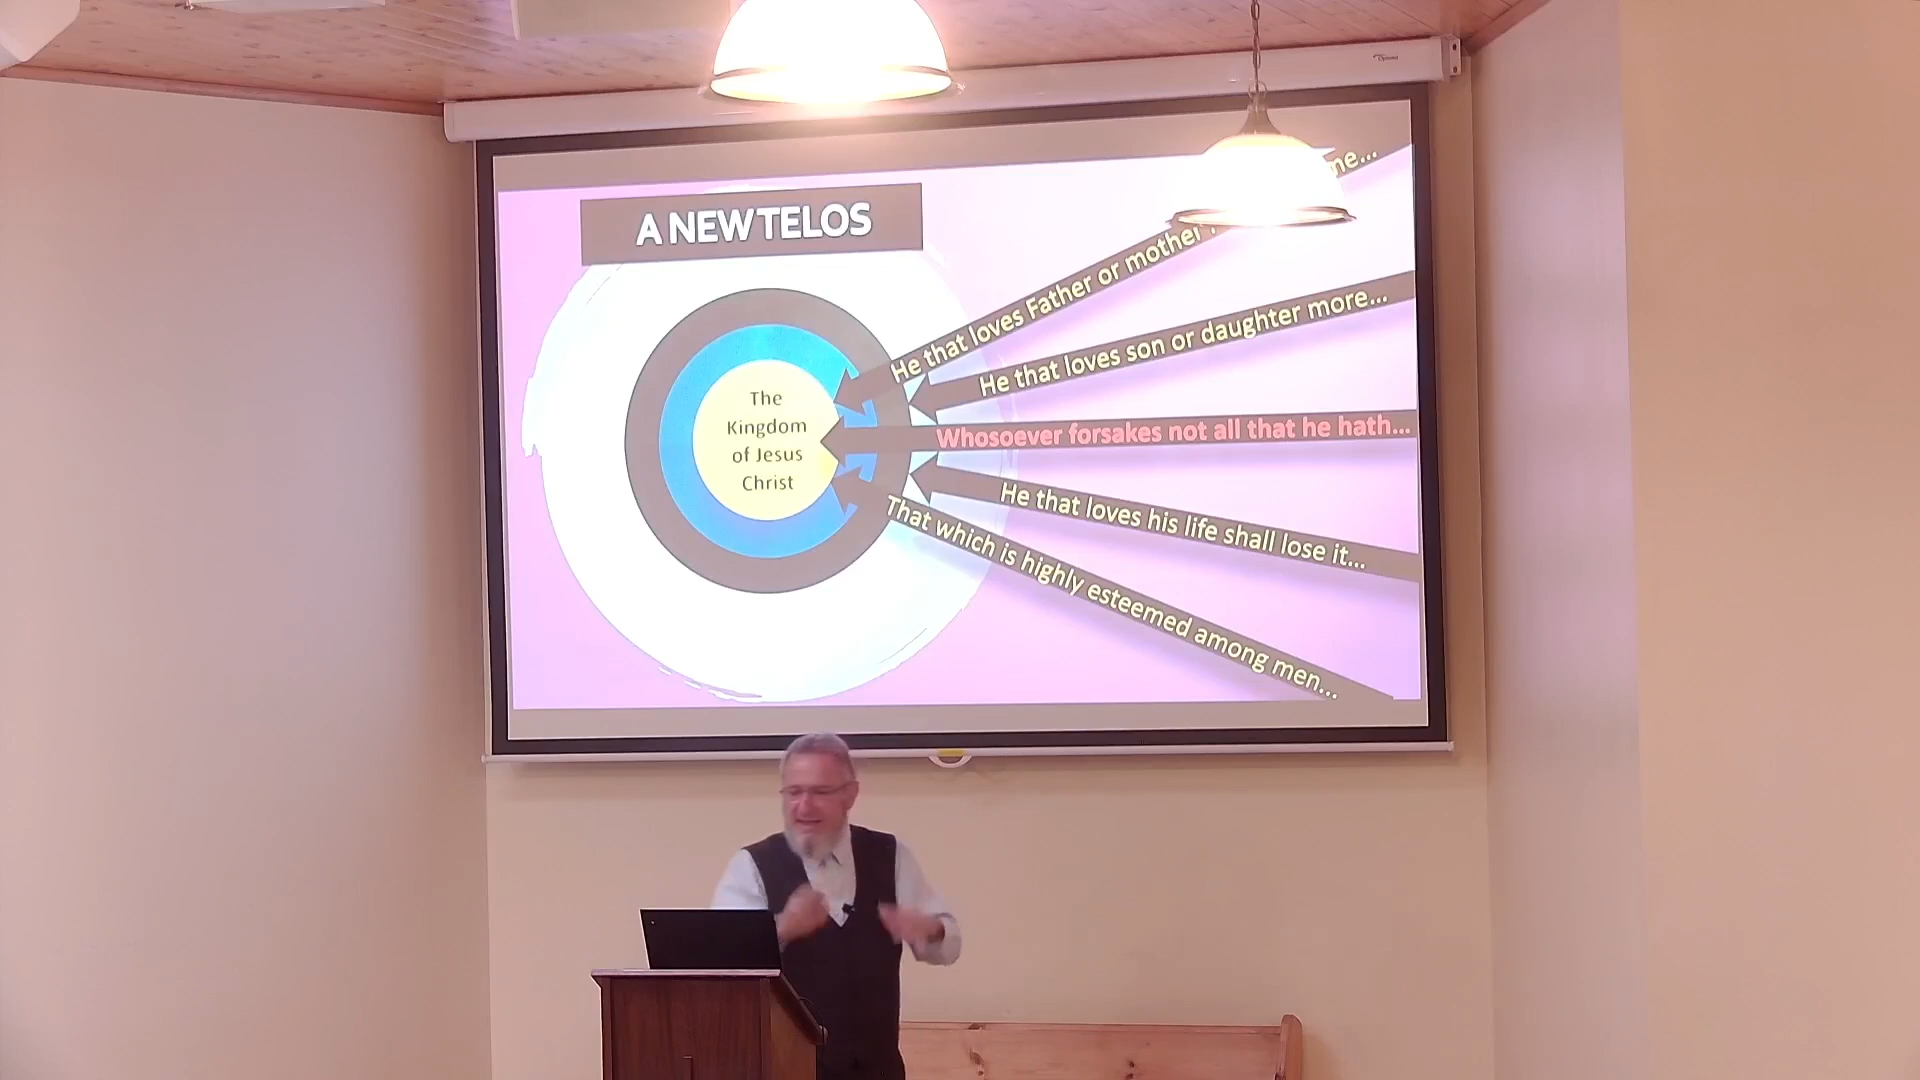 A NEW TELOS
The
Kingdom
of Jesus
Christ
He that loves Father or mother me...
He that loves son or daughter more...
Whosoever forsakes not all that he hath...
He that loves his life shall lose it...
That which is highly esteemed among men...